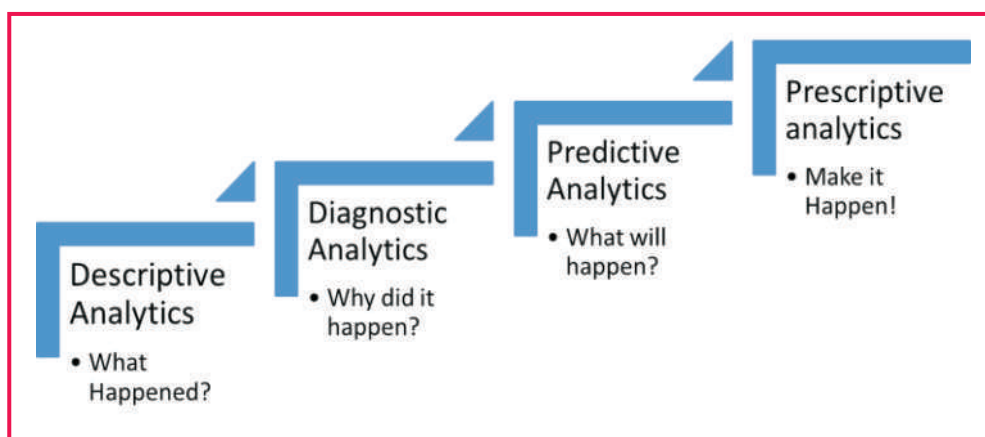 Descriptive
Analytics
• What
Happened?
Diagnostic
Analytics
• Why did it
happen?
Predictive
Analytics
• What will
happen?
Prescriptive
analytics
• Make it
Happen!